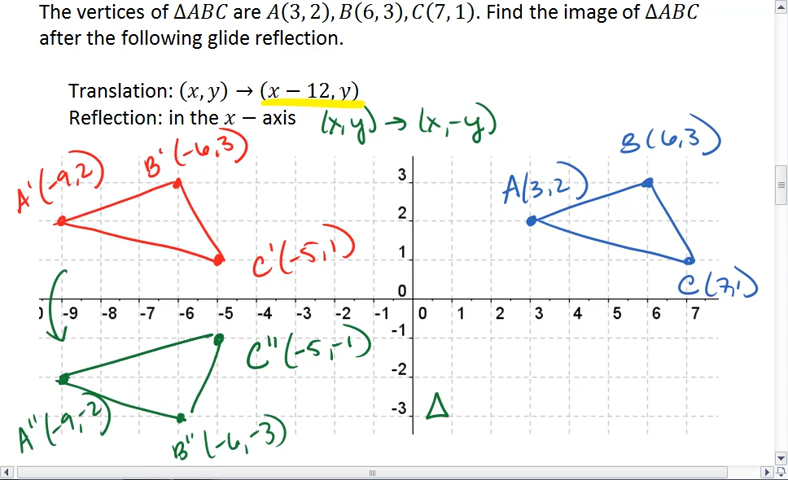 The vertices of ΔABC are A(3, 2), B(6, 3), C(7, 1). Find the image of ΔABC
after the following glide reflection.
Translation: (x, y) → (x − 12, y)
Reflection: in the x − axis (x,y) → (x,-y)
B'(-6,3) B(6,3)
A'(-9,2) A(3,2)
C'(-5,1) C(7,1)
3
2
1
0
0 -9 -8 -7 -6 -5 -4 -3 -2 -1 0 1 2 3 4 5 6 7
-1
C''(-5,-1)
-2
-3 Δ
A''(-9,-2)
B''(-6,-3)